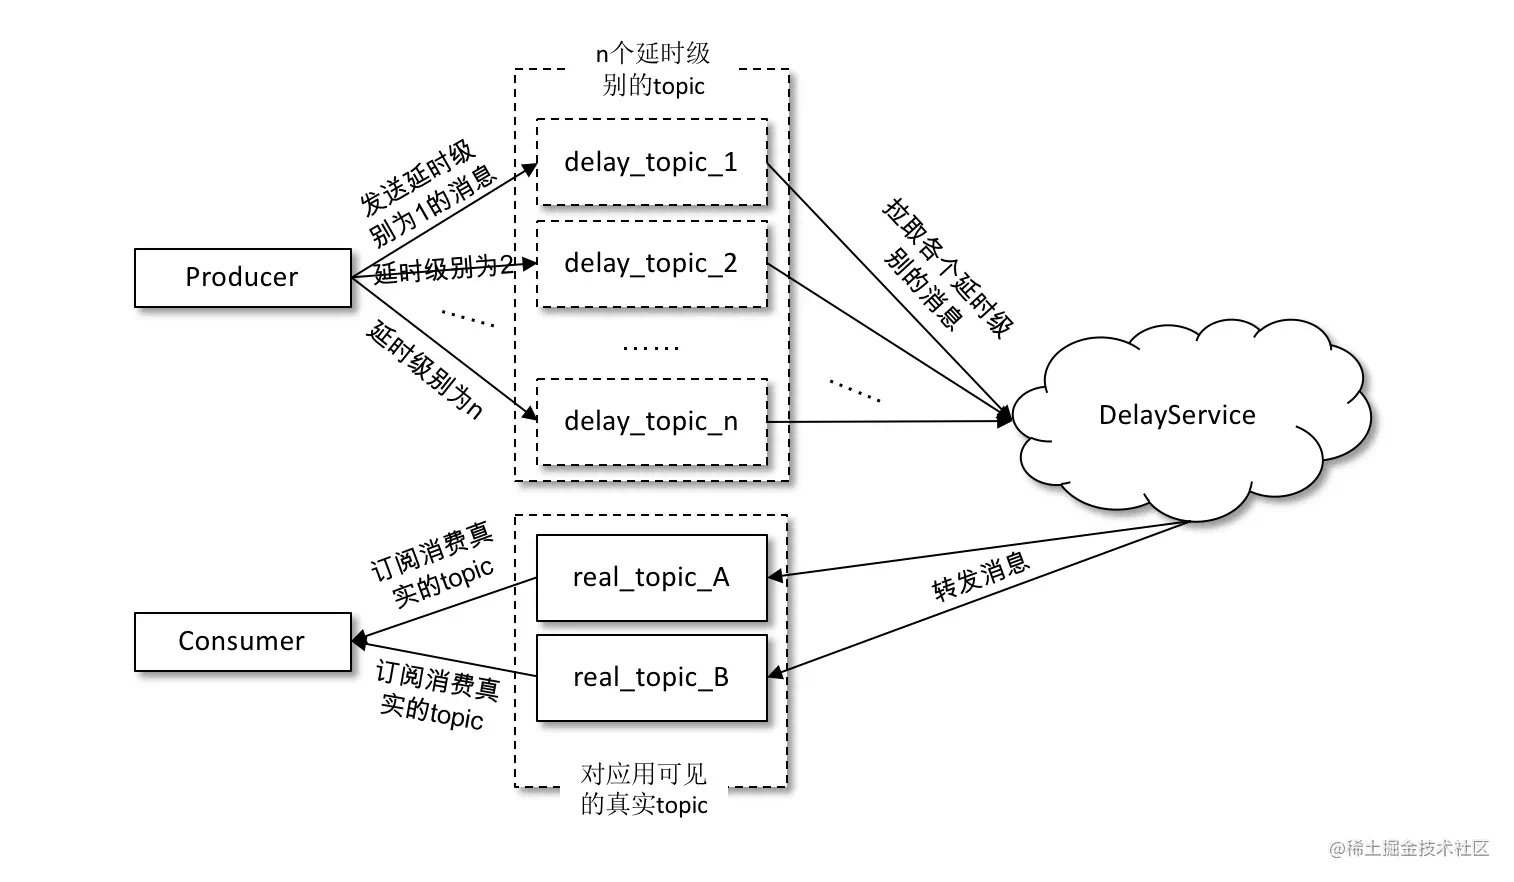 n个延时级
别的topic
delay_topic_1
发送延时级
别为1的消息
拉取各个延时级
别的消息
Producer
延时级别为2
delay_topic_2
......
延时级别为n
......
......
delay_topic_n
DelayService
订阅消费真
实的topic
real_topic_A
转发消息
Consumer
real_topic_B
订阅消费真
实的topic
对应用可见
的真实topic
@稀土掘金技术社区